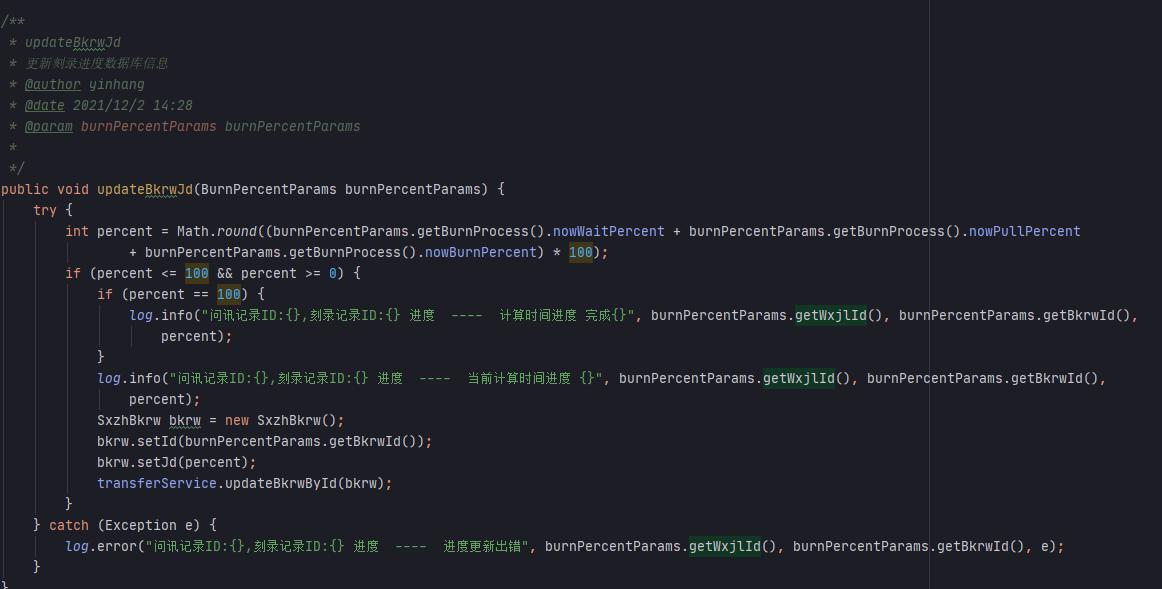 /**
 * updateBkrwJd
 * 更新刻录进度数据库信息
 * @author yinhang
 * @date 2021/12/2 14:28
 * @param burnPercentParams burnPercentParams
 *
 */
public void updateBkrwJd(BurnPercentParams burnPercentParams) {
    try {
        int percent = Math.round((burnPercentParams.getBurnProcess().nowWaitPercent + burnPercentParams.getBurnProcess().nowPullPercent
                + burnPercentParams.getBurnProcess().nowBurnPercent) * 100);
        if (percent <= 100 && percent >= 0) {
            if (percent == 100) {
                log.info("问讯记录ID:{},刻录记录ID:{} 进度  ----  计算时间进度 完成{}", burnPercentParams.getWxjlId(), burnPercentParams.getBkrwId(),
                    percent);
            }
            log.info("问讯记录ID:{},刻录记录ID:{} 进度  ----  当前计算时间进度 {}", burnPercentParams.getWxjlId(), burnPercentParams.getBkrwId(),
                percent);
            SxzhBkrw bkrw = new SxzhBkrw();
            bkrw.setId(burnPercentParams.getBkrwId());
            bkrw.setJd(percent);
            transferService.updateBkrwById(bkrw);
        }
    } catch (Exception e) {
        log.error("问讯记录ID:{},刻录记录ID:{} 进度  ----  进度更新出错", burnPercentParams.getWxjlId(), burnPercentParams.getBkrwId(), e);
    }
}